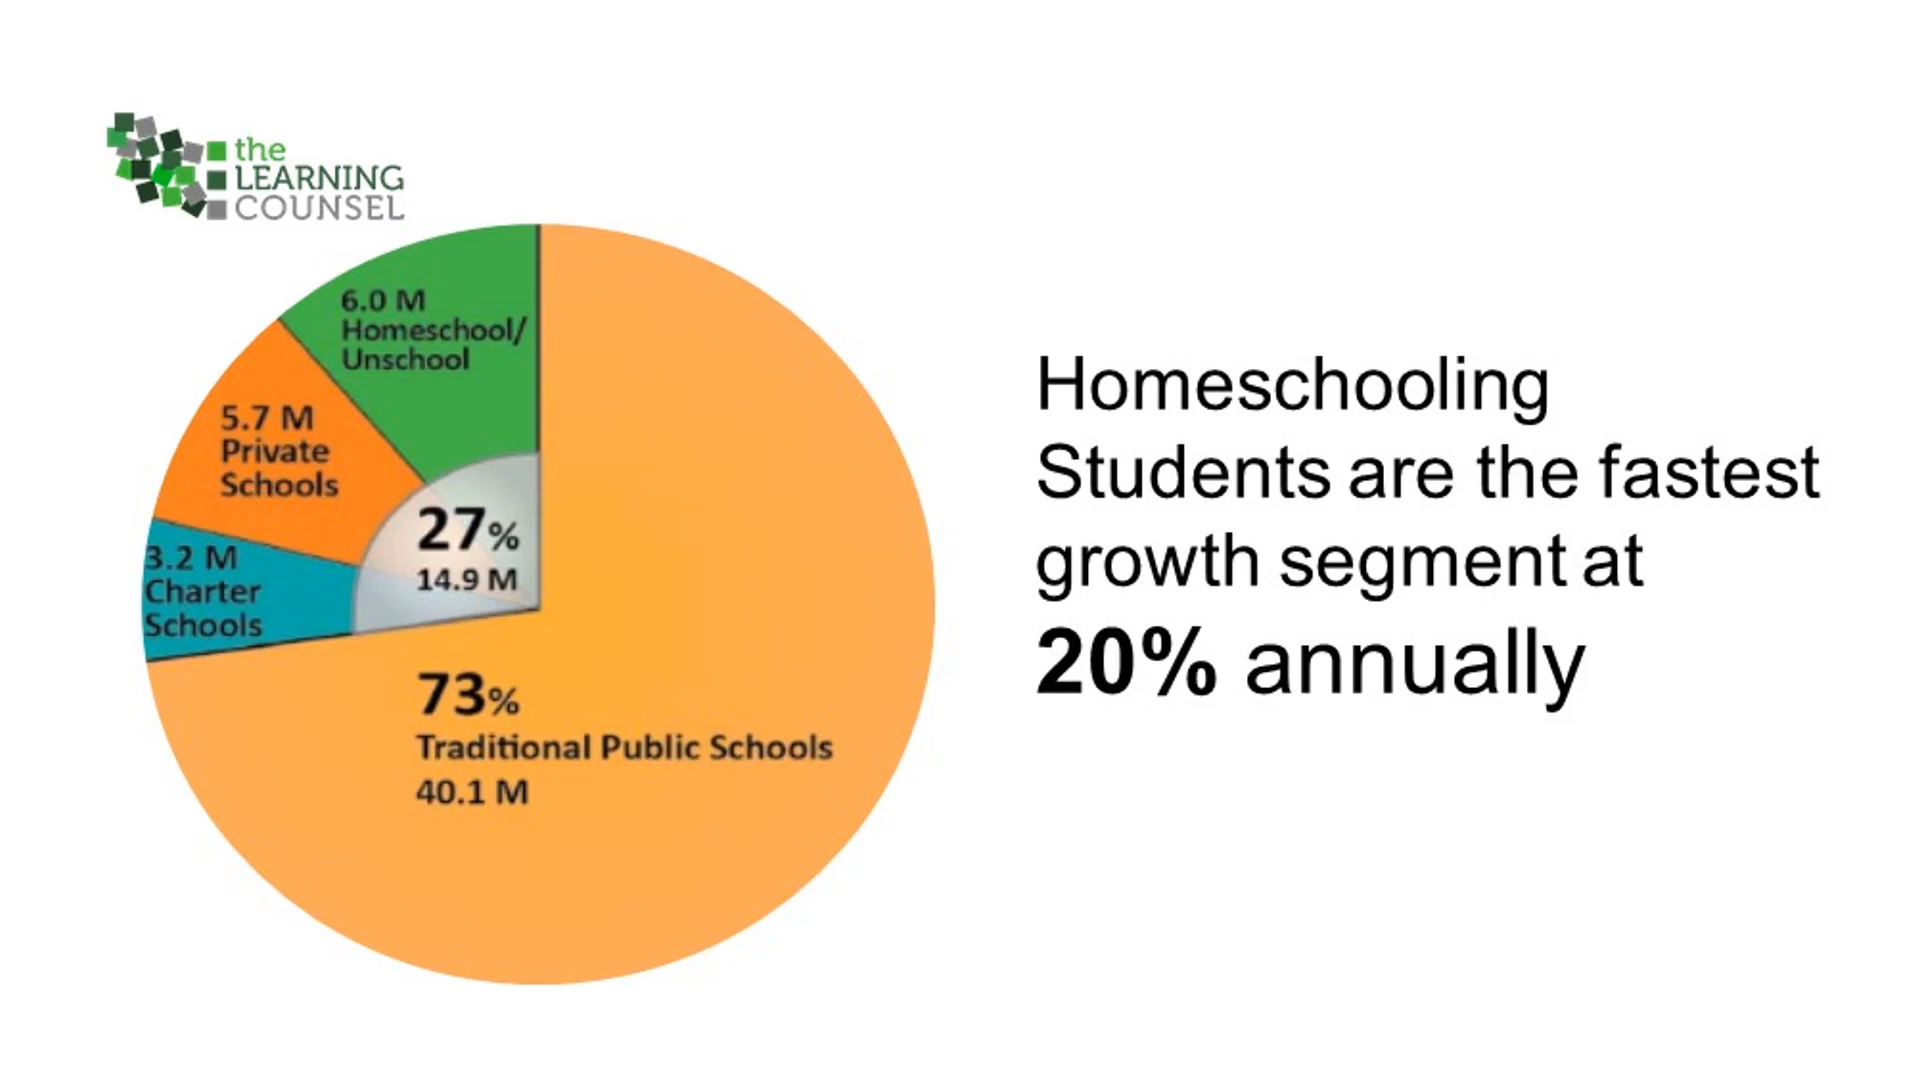 the
LEARNING
COUNSEL
6.0 M
Homeschool/
Unschool
5.7 M
Private
Schools
3.2 M
Charter
Schools
27%
14.9 M
73%
Traditional Public Schools
40.1 M
Homeschooling
Students are the fastest
growth segment at
20% annually